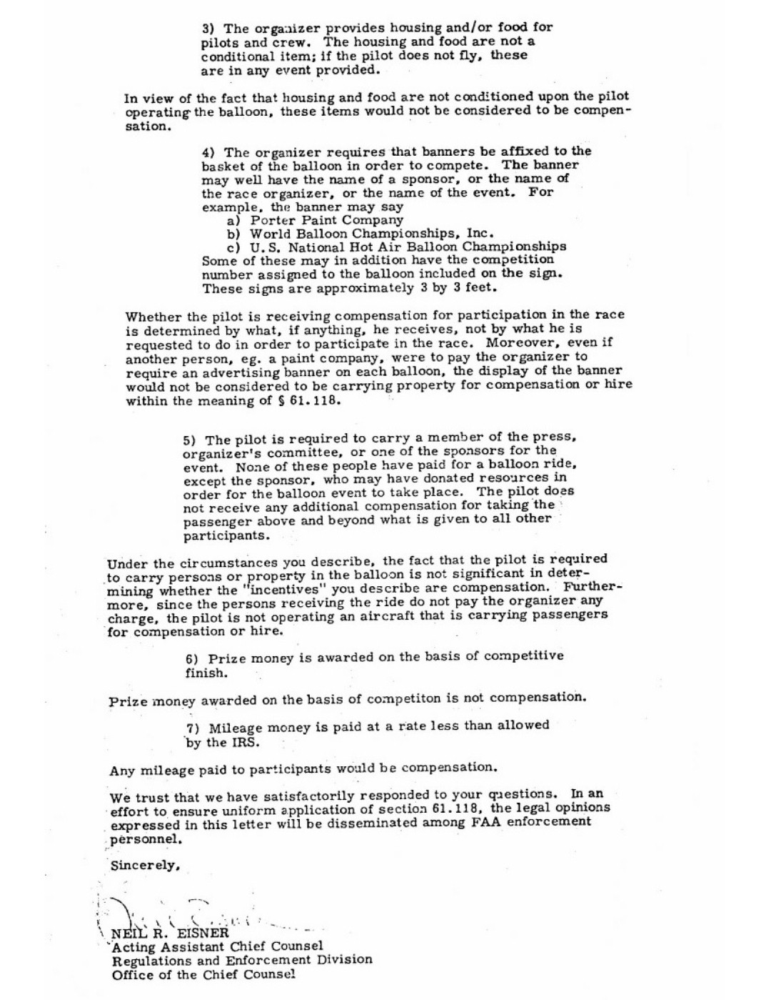 3) The organizer provides housing and/or food for
pilots and crew. The housing and food are not a
conditional item; if the pilot does not fly, these
are in any event provided.
In view of the fact that housing and food are not conditioned upon the pilot
operating the balloon, these items would not be considered to be compen-
sation.
4) The organizer requires that banners be affixed to the
basket of the balloon in order to compete. The banner
may well have the name of a sponsor, or the name of
the race organizer, or the name of the event. For
example, the banner may say
a) Porter Paint Company
b) World Balloon Championships, Inc.
c) U.S. National Hot Air Balloon Championships
Some of these may in addition have the competition
number assigned to the balloon included on the sign.
These signs are approximately 3 by 3 feet.
Whether the pilot is receiving compensation for participation in the race
is determined by what, if anything, he receives, not by what he is
requested to do in order to participate in the race. Moreover, even if
another person, eg. a paint company, were to pay the organizer to
require an advertising banner on each balloon, the display of the banner
would not be considered to be carrying property for compensation or hire
within the meaning of § 61.118.
5) The pilot is required to carry a member of the press,
organizer's committee, or one of the sponsors for the
event. None of these people have paid for a balloon ride,
except the sponsor, who may have donated resources in
order for the balloon event to take place. The pilot does
not receive any additional compensation for taking the
passenger above and beyond what is given to all other
participants.
Under the circumstances you describe, the fact that the pilot is required
to carry persons or property in the balloon is not significant in deter-
mining whether the "incentives" you describe are compensation. Further-
more, since the persons receiving the ride do not pay the organizer any
charge, the pilot is not operating an aircraft that is carrying passengers
for compensation or hire.
6) Prize money is awarded on the basis of competitive
finish.
Prize money awarded on the basis of competiton is not compensation.
7) Mileage money is paid at a rate less than allowed
by the IRS.
Any mileage paid to participants would be compensation.
We trust that we have satisfactorily responded to your questions. In an
effort to ensure uniform application of section 61.118, the legal opinions
expressed in this letter will be disseminated among FAA enforcement
personnel.
Sincerely,
NEIL R. EISNER
Acting Assistant Chief Counsel
Regulations and Enforcement Division
Office of the Chief Counsel